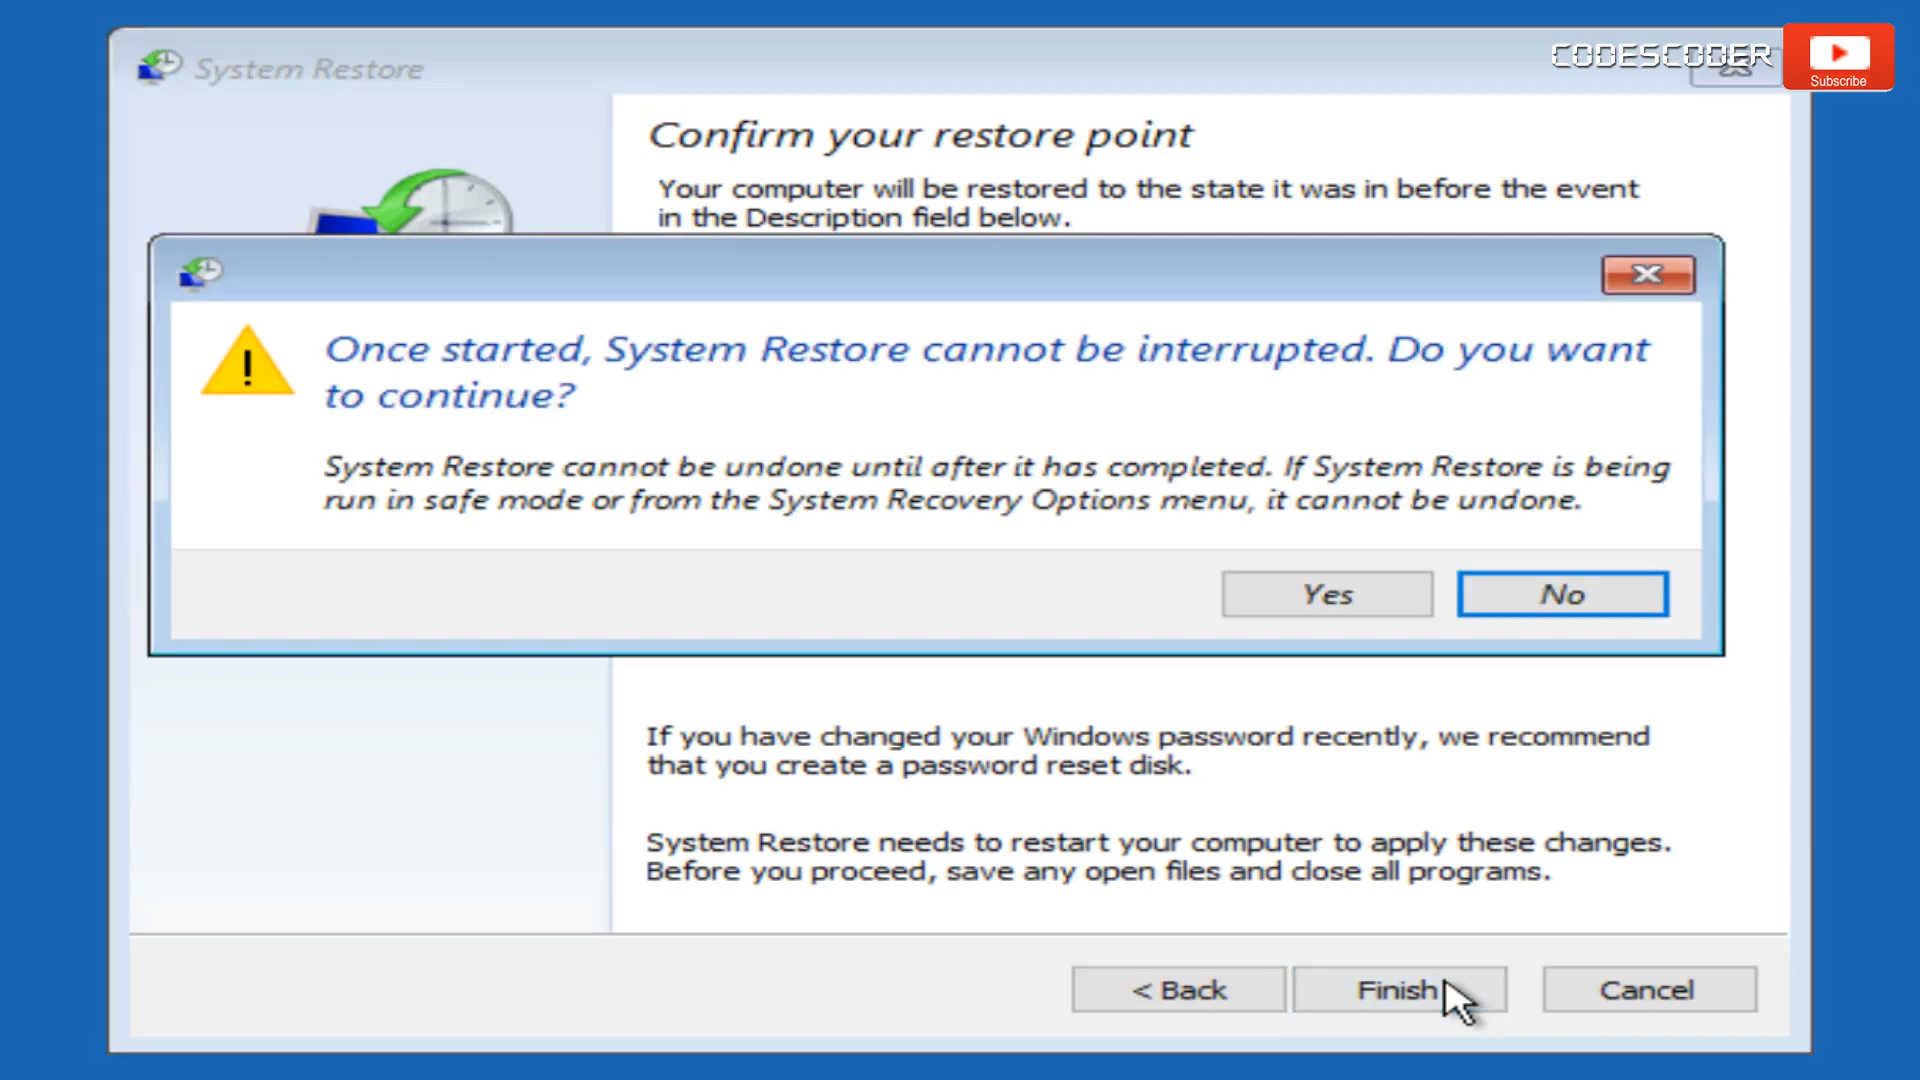 System Restore
CODESCODER
Subscribe
Confirm your restore point
Your computer will be restored to the state it was in before the event
in the Description field below.
Once started, System Restore cannot be interrupted. Do you want
to continue?
System Restore cannot be undone until after it has completed. If System Restore is being
run in safe mode or from the System Recovery Options menu, it cannot be undone.
Yes
No
If you have changed your Windows password recently, we recommend
that you create a password reset disk.
System Restore needs to restart your computer to apply these changes.
Before you proceed, save any open files and close all programs.
< Back
Finish
Cancel